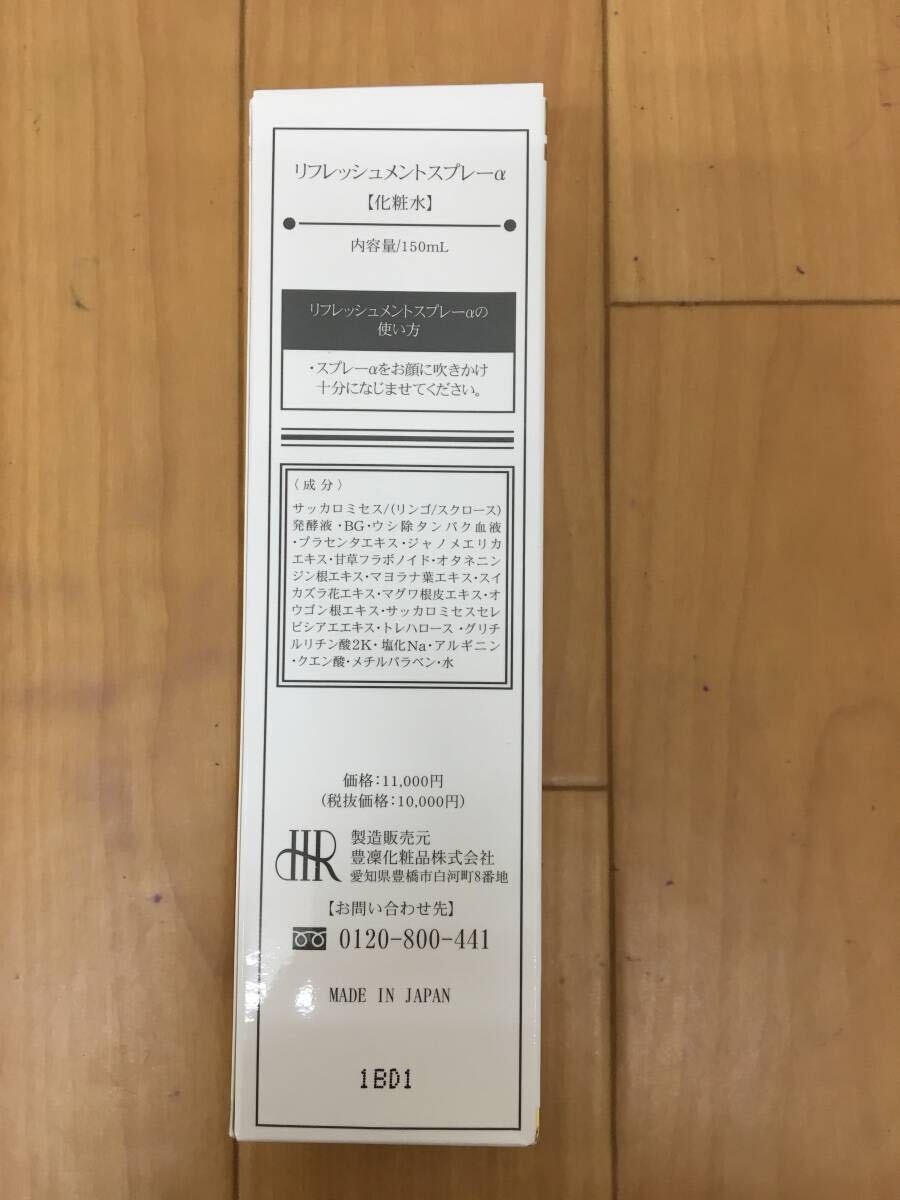 リフレッシュメントスプレーα
【化粧水】
内容量/150mL
リフレッシュメントスプレーαの
使い方
・スプレーαをお顔に吹きかけ
十分になじませてください。
〈成分〉
サッカロミセス/(リンゴ/スクロース)
発酵液・BG・ウシ除タンパク血液
・プラセンタエキス・ジャノメエリカ
エキス・甘草フラボノイド・オタネニン
ジン根エキス・マヨラナ葉エキス・スイ
カズラ花エキス・マグワ根皮エキス・オ
ウゴン根エキス・サッカロミセスセレ
ビシアエエキス・トレハロース・グリチ
ルリチン酸2K・塩化Na・アルギニン
・クエン酸・メチルパラベン・水
価格：11,000円
（税抜価格：10,000円）
HR
製造販売元
豊凜化粧品株式会社
愛知県豊橋市白河町8番地
【お問い合わせ先】
0120-800-441
MADE IN JAPAN
1BD1